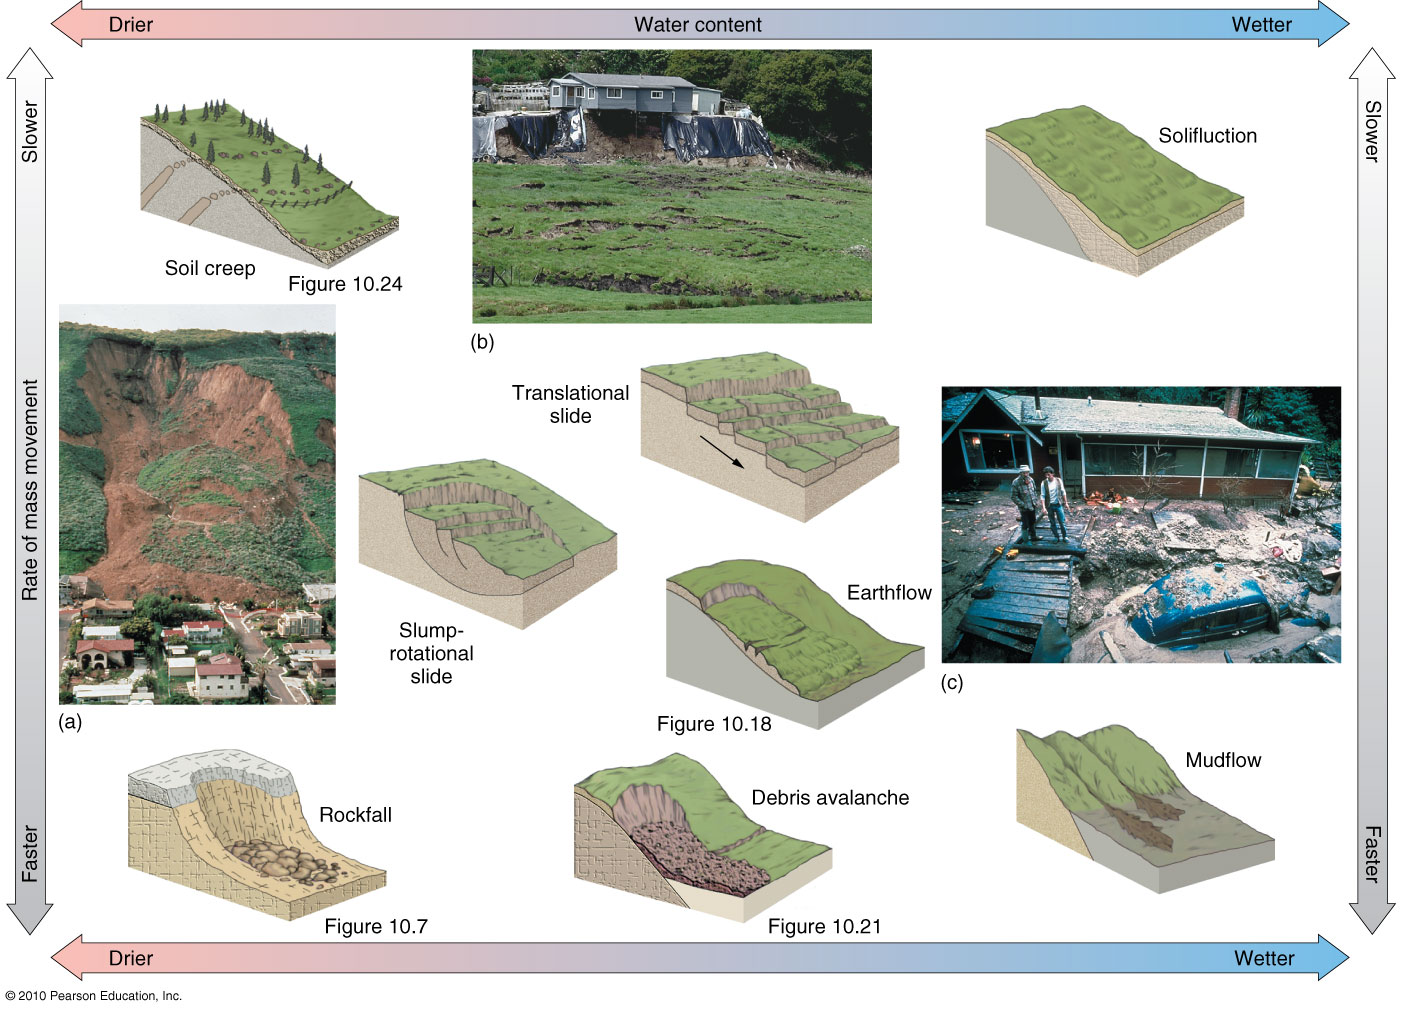 Drier
Water content
Wetter
Slower
Rate of mass movement
Faster
Slower
Faster
Soil creep
Figure 10.24
(b)
Solifluction
Translational
slide
Slump-
rotational
slide
Earthflow
Figure 10.18
(a)
(c)
Rockfall
Figure 10.7
Debris avalanche
Figure 10.21
Mudflow
Drier
Wetter
© 2010 Pearson Education, Inc.